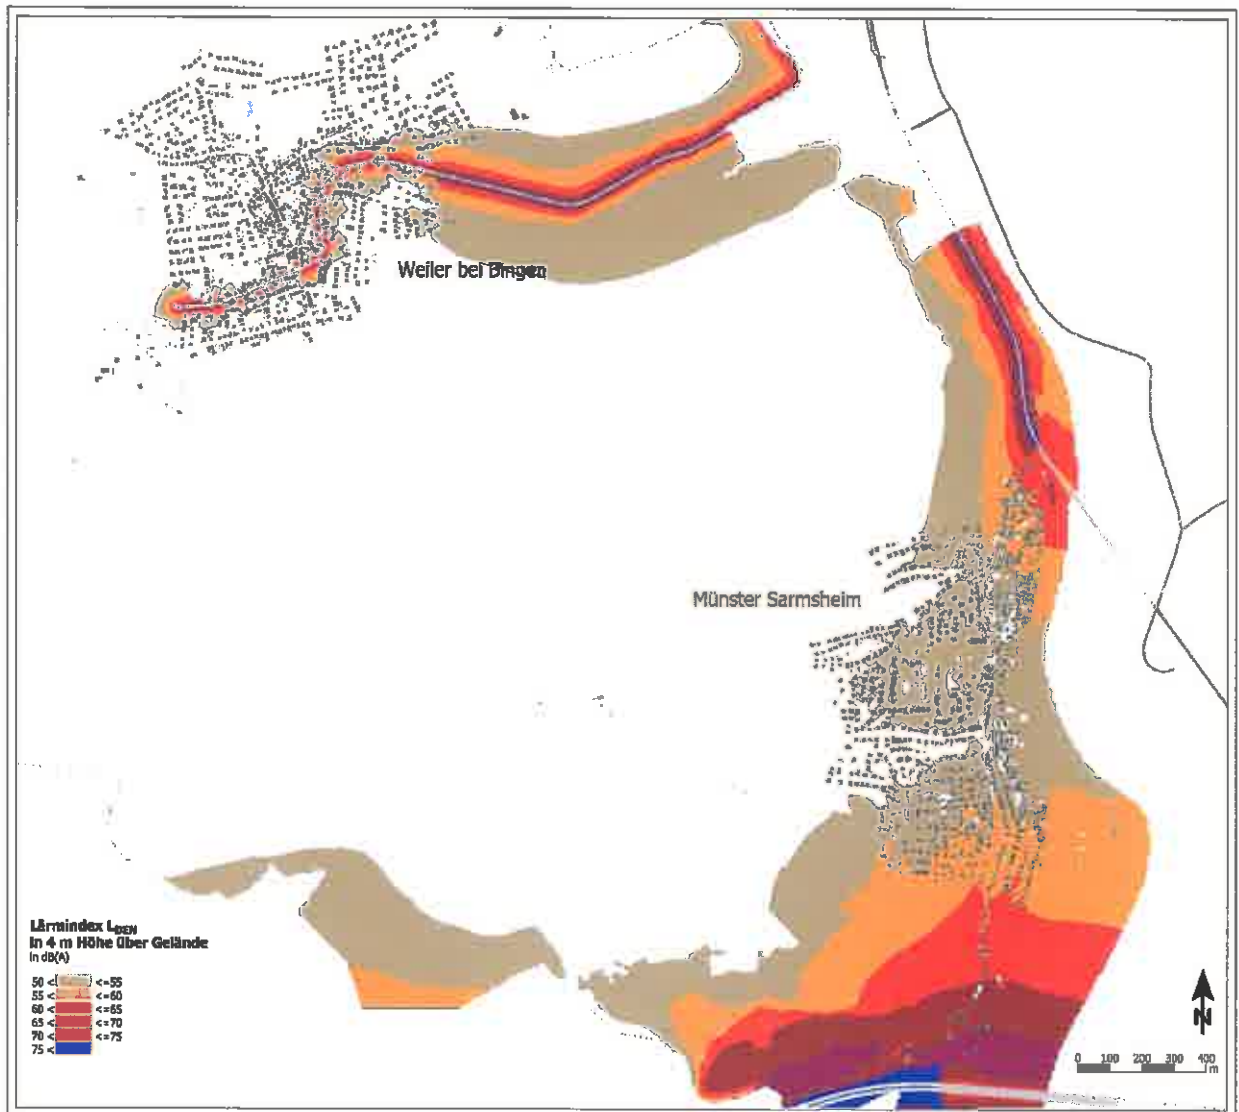 Weiler bei Bingen
Münster Sarmsheim
Lärmindex LDEN
in 4 m Höhe über Gelände
in dB(A)
50 < <=55
55 < <=60
60 < <=65
65 < <=70
70 < <=75
75 <
N
0 100 200 300 400
m